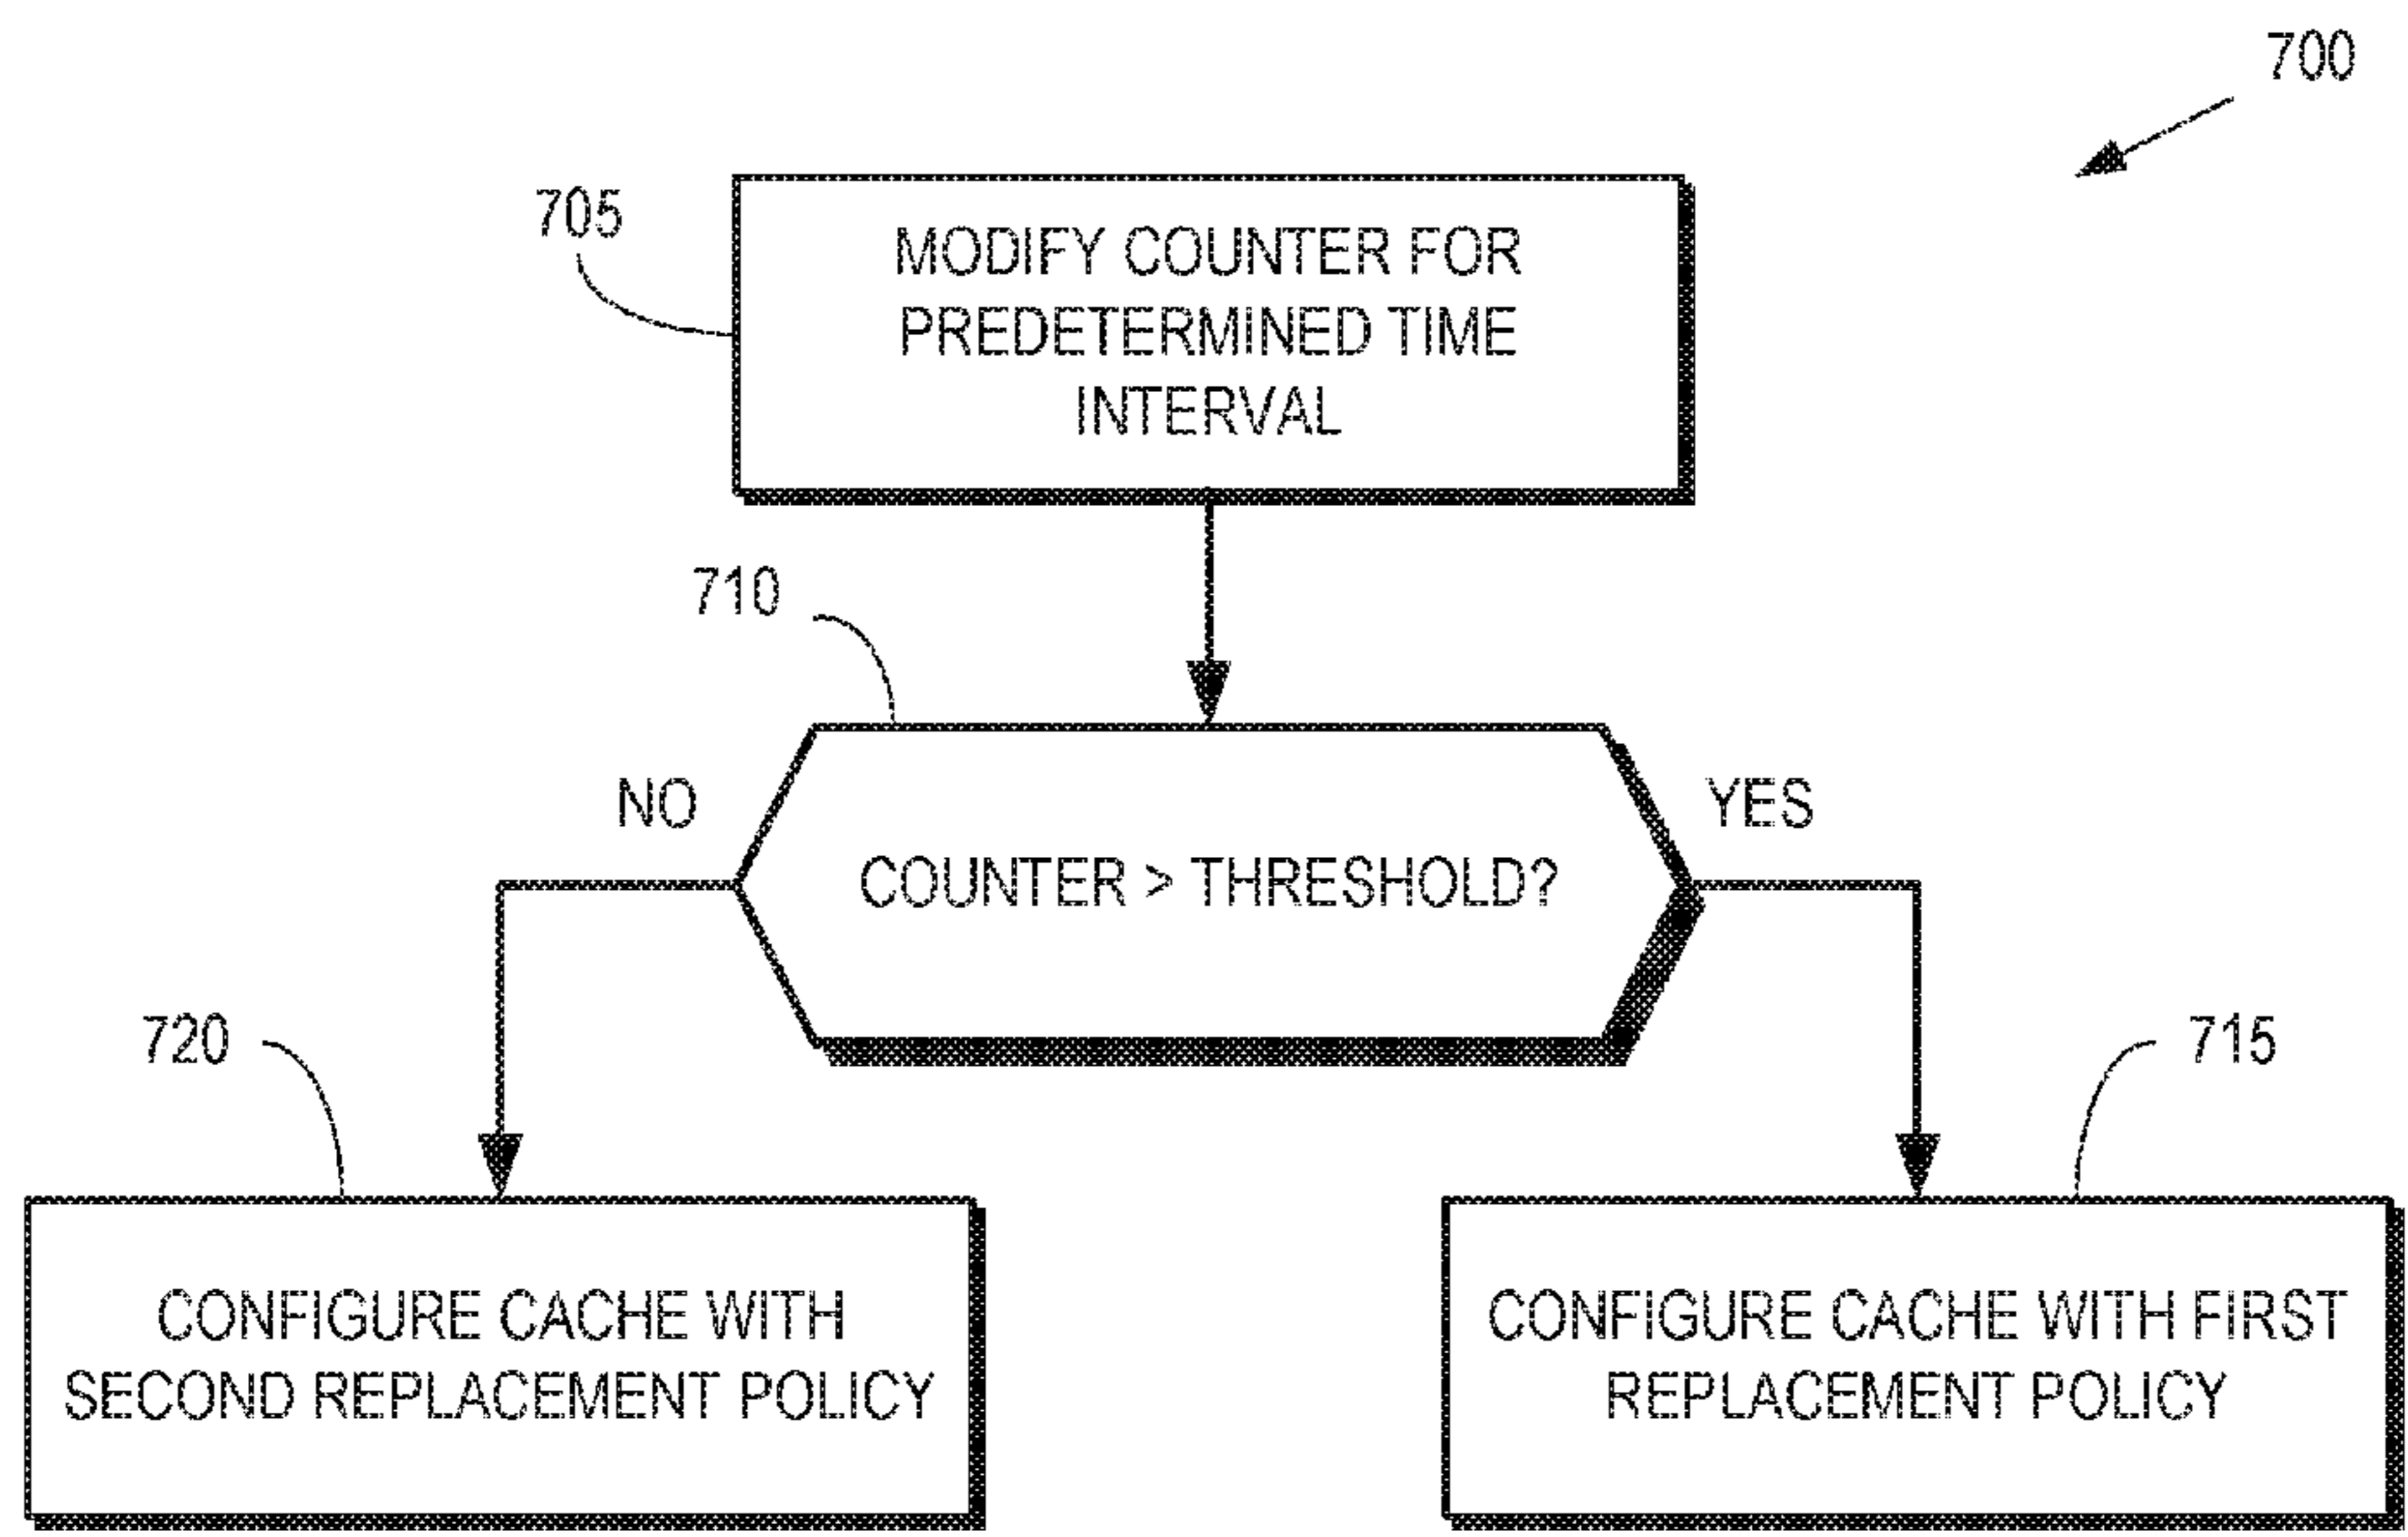 700
705
MODIFY COUNTER FOR
PREDETERMINED TIME
INTERVAL
710
NO
YES
COUNTER > THRESHOLD?
720
715
CONFIGURE CACHE WITH
SECOND REPLACEMENT POLICY
CONFIGURE CACHE WITH FIRST
REPLACEMENT POLICY